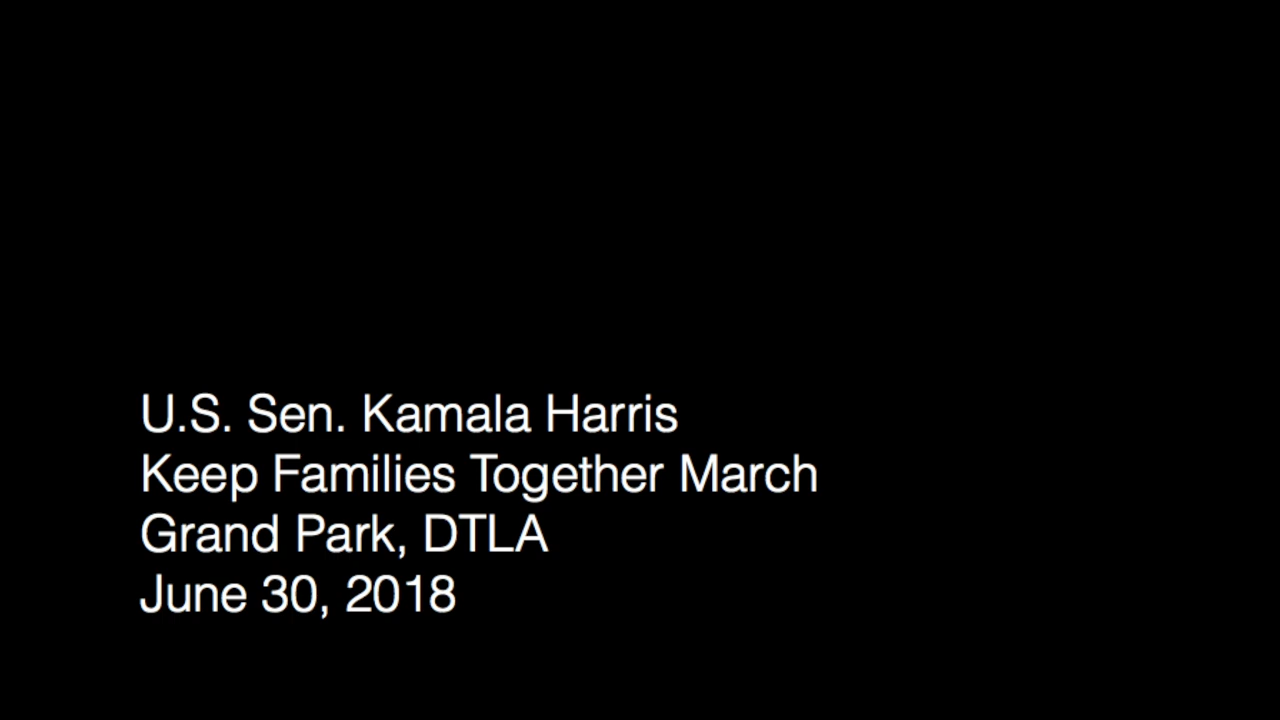 U.S. Sen. Kamala Harris
Keep Families Together March
Grand Park, DTLA
June 30, 2018